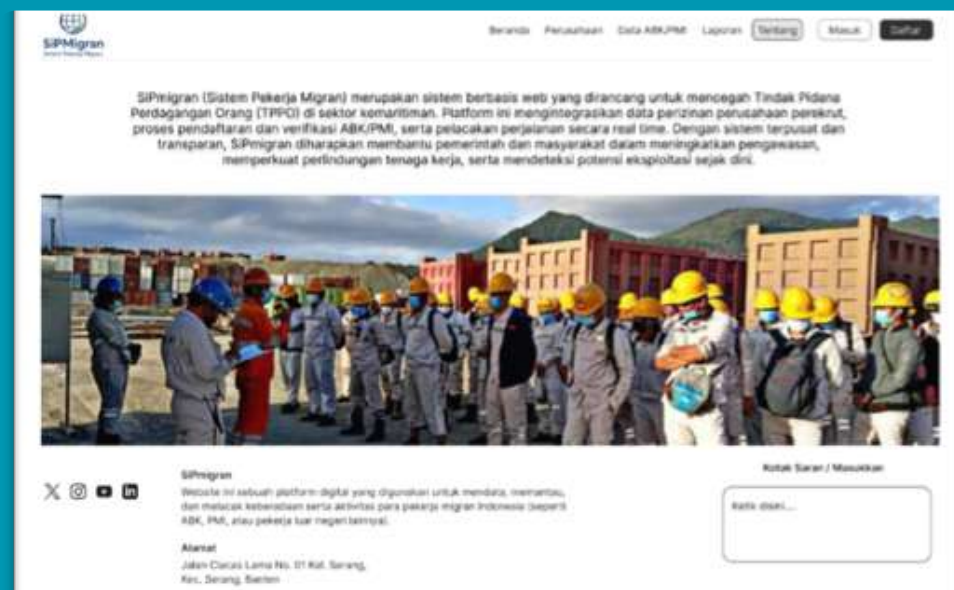 SiPMigran
Beranda Perusahaan Data ABK/PMI Laporan Tentang Masuk Daftar
SIPmigran (Sistem Pekerja Migran) merupakan sistem berbasis web yang dirancang untuk mencegah Tindak Pidana
Perdagangan Orang (TPPO) di sektor kemaritiman. Platform ini mengintegrasikan data perizinan perusahaan perekrut,
proses pendaftaran dan verifikasi ABK/PMI, serta pelacakan perjalanan secara real time. Dengan sistem terpusat dan
transparan, SIPmigran diharapkan membantu pemerintah dan masyarakat dalam meningkatkan pengawasan,
memperkuat perlindungan tenaga kerja, serta mendeteksi potensi eksploitasi sejak dini.
SIPmigran
Website ini sebuah platform digital yang digunakan untuk mendata, memantau,
dan melacak keberadaan serta aktivitas para pekerja migran Indonesia (seperti
ABK, PMI, atau pekerja luar negeri lainnya).
Alamat
Jalan Ciacas Lama No. 01 Kel. Serang,
Kec. Serang, Banten
Kotak Saran / Masukkan
Ketik disini...